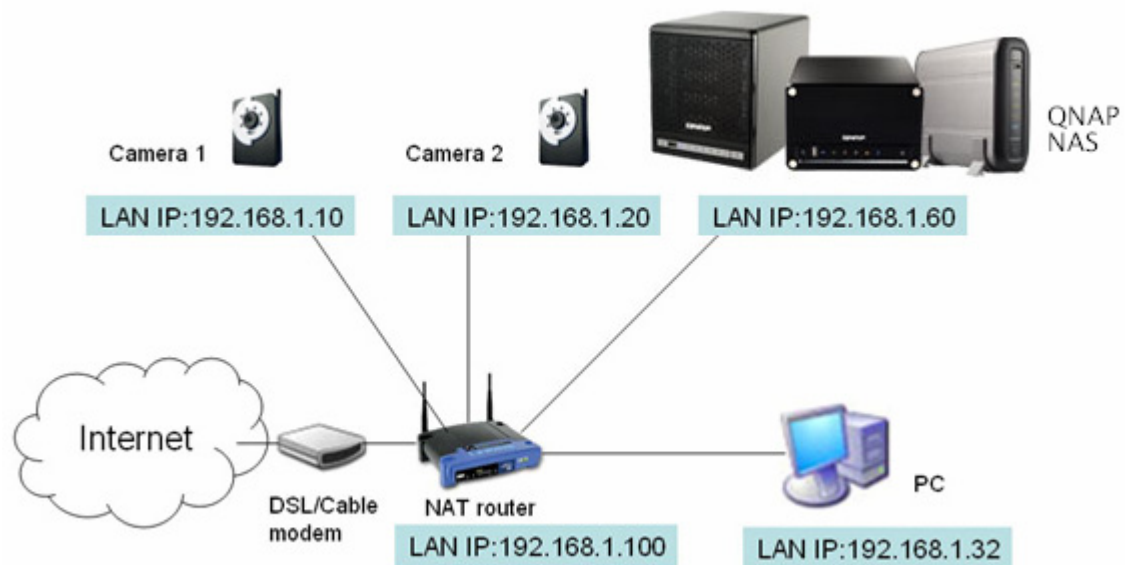 QNAP
NAS
Camera 1
Camera 2
LAN IP:192.168.1.10
LAN IP:192.168.1.20
LAN IP:192.168.1.60
Internet
DSL/Cable
modem
NAT router
PC
LAN IP:192.168.1.100
LAN IP:192.168.1.32